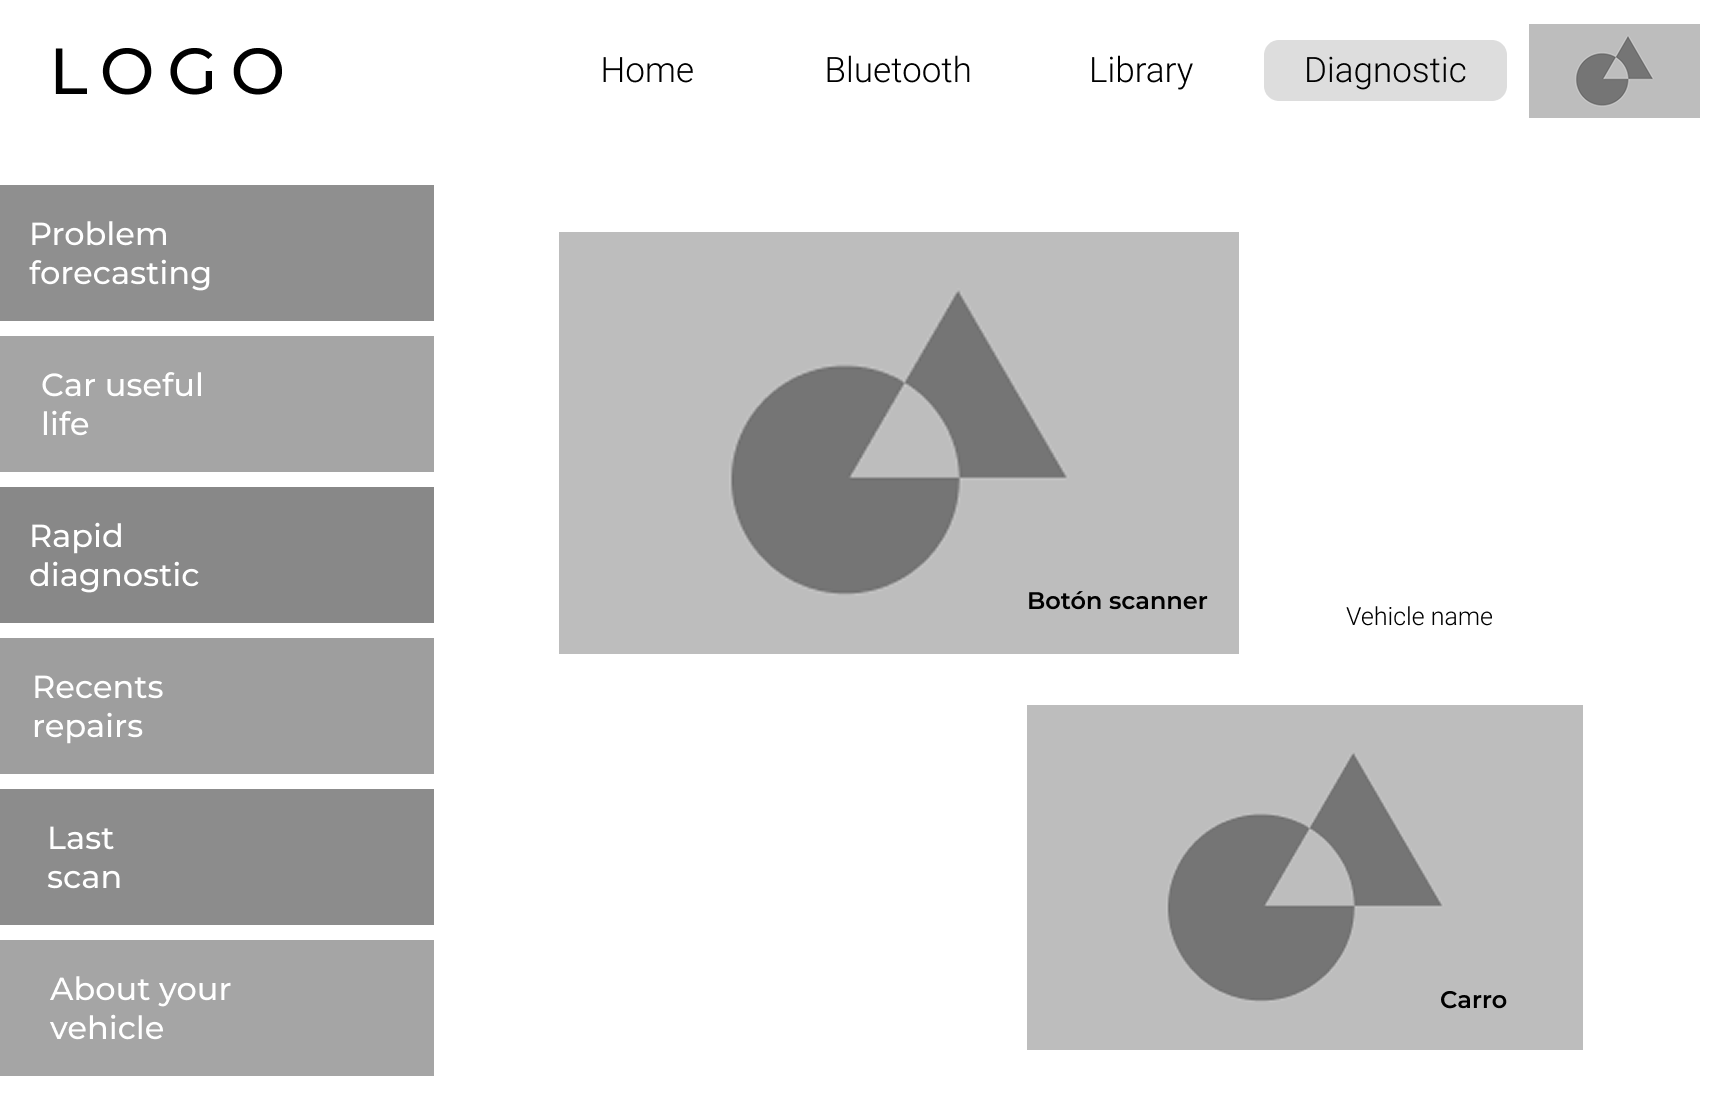 LOGO
Home
Bluetooth
Library
Diagnostic
Problem
forecasting
Car useful
life
Rapid
diagnostic
Recents
repairs
Last
scan
About your
vehicle
Botón scanner
Vehicle name
Carro